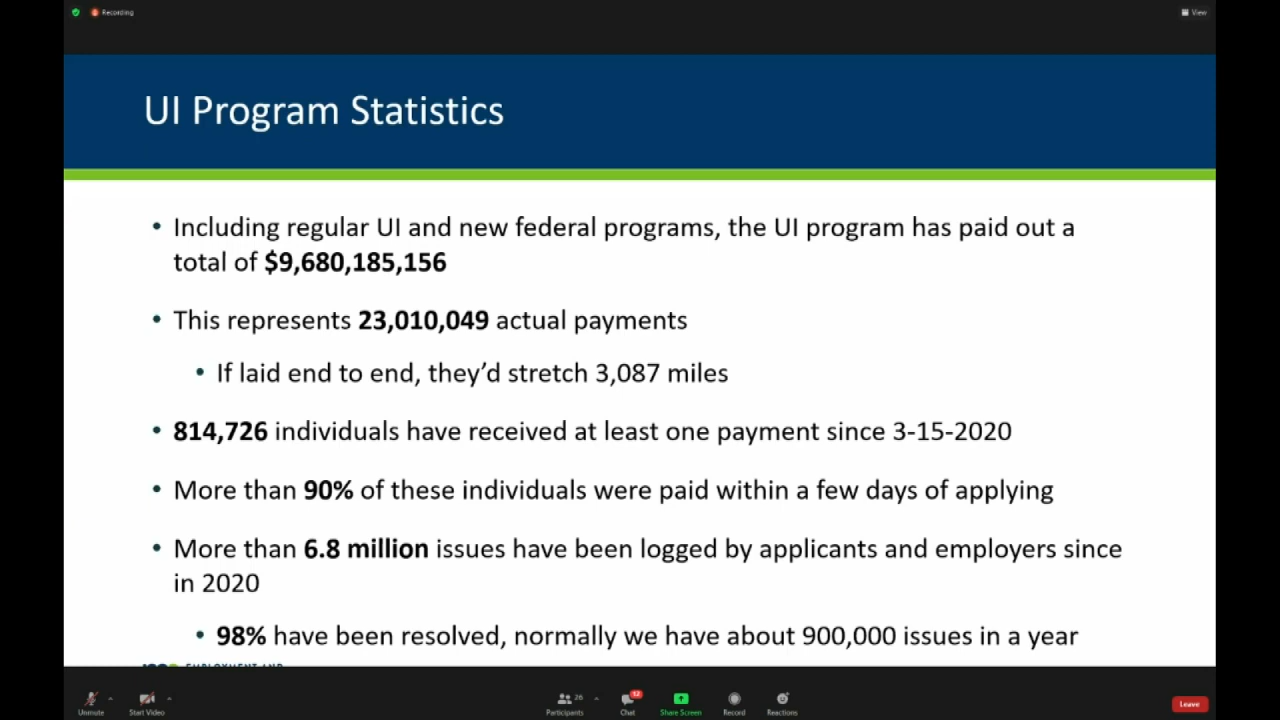 Recording
View
UI Program Statistics
• Including regular UI and new federal programs, the UI program has paid out a
total of $9,680,185,156
• This represents 23,010,049 actual payments
• If laid end to end, they’d stretch 3,087 miles
• 814,726 individuals have received at least one payment since 3-15-2020
• More than 90% of these individuals were paid within a few days of applying
• More than 6.8 million issues have been logged by applicants and employers since
in 2020
• 98% have been resolved, normally we have about 900,000 issues in a year
EMPLOYMENT AND
Unmute
Start Video
26
Participants
12
Chat
Share Screen
Record
Reactions
Leave